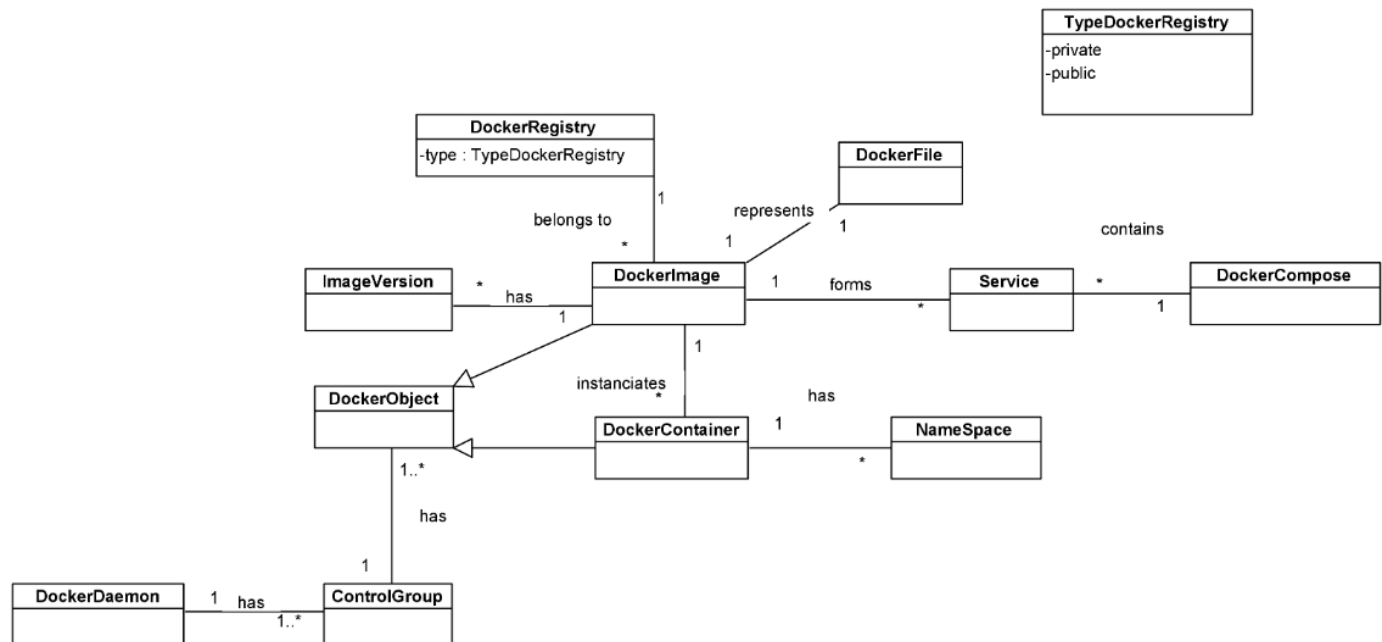 TypeDockerRegistry
-private
-public
DockerRegistry
-type : TypeDockerRegistry
DockerFile
1
represents
belongs to
1
contains
*
1
ImageVersion
*
has
1
DockerImage
1
forms
*
Service
*
1
DockerCompose
1
instanciates
*
has
DockerObject
DockerContainer
1
*
NameSpace
1..*
has
1
DockerDaemon
1
has
1..*
ControlGroup